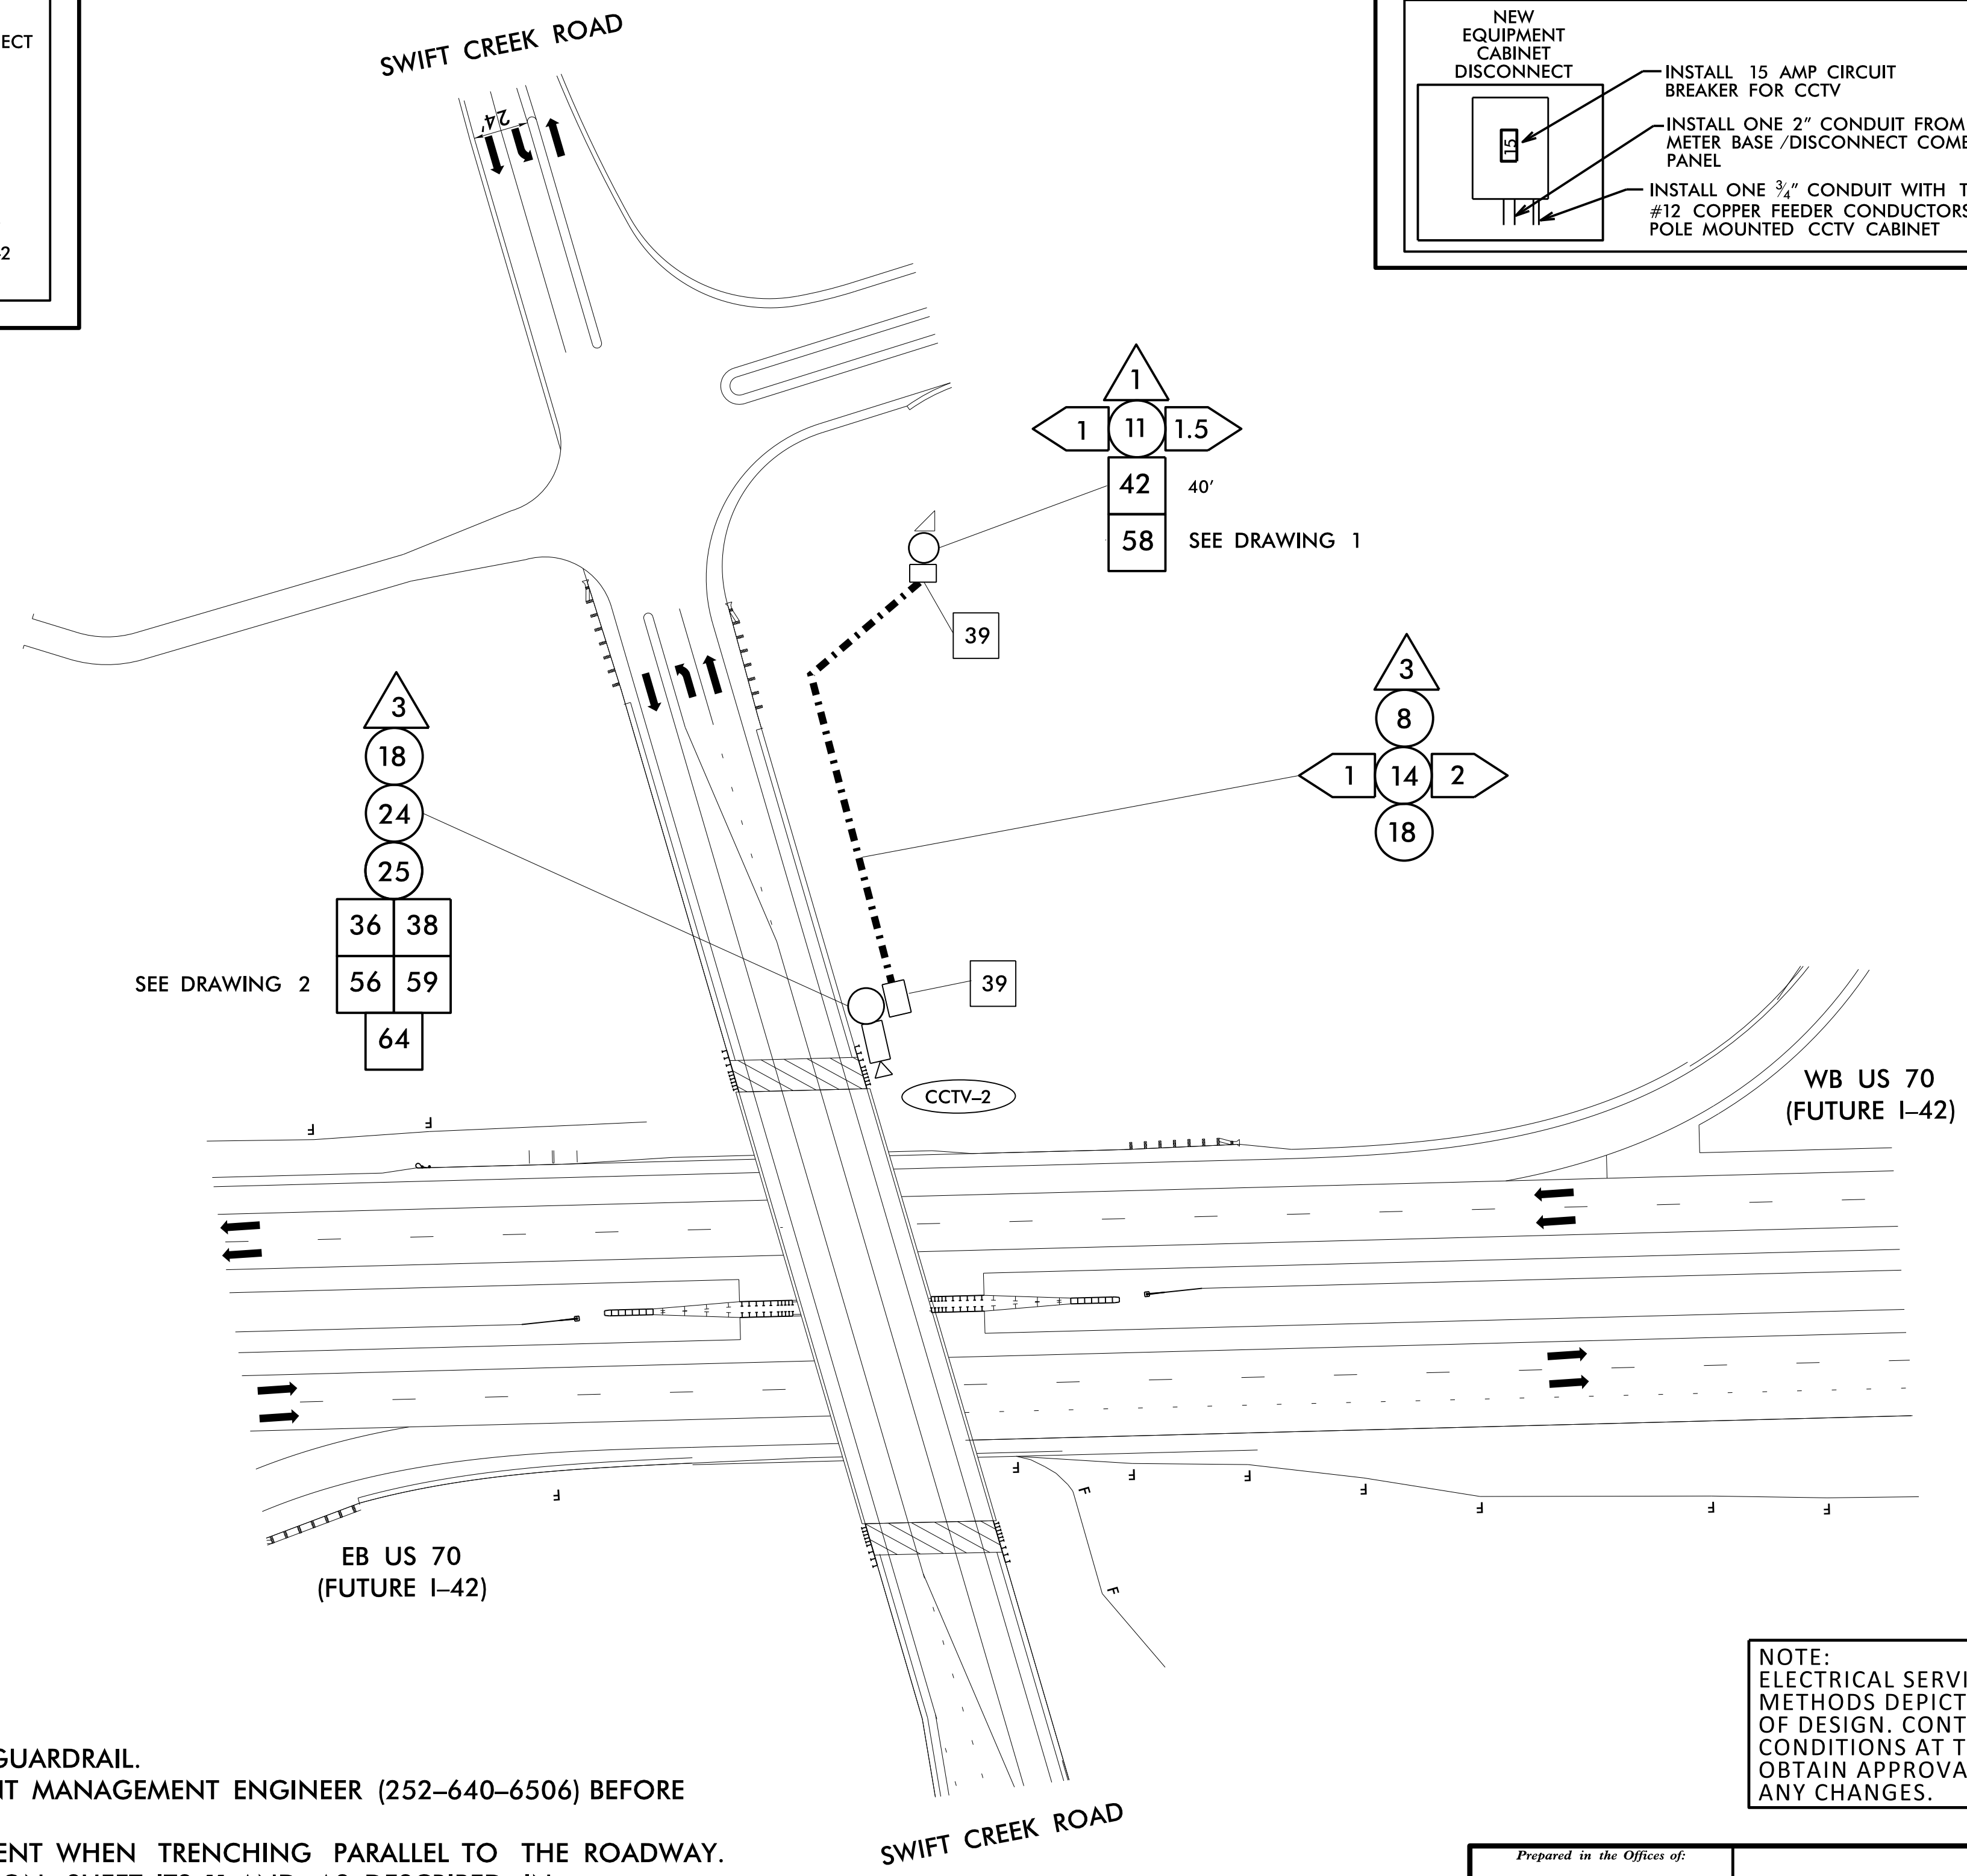 ECT
2
SWIFT CREEK ROAD
24'
NEW
EQUIPMENT
CABINET
DISCONNECT
15
INSTALL 15 AMP CIRCUIT
BREAKER FOR CCTV
INSTALL ONE 2" CONDUIT FROM
METER BASE /DISCONNECT COMB
PANEL
INSTALL ONE ¾" CONDUIT WITH T
#12 COPPER FEEDER CONDUCTORS
POLE MOUNTED CCTV CABINET
1
1 11 1.5
42 40'
58 SEE DRAWING 1
39
3
8
1 14 2
18
3
18
24
25
36 38
SEE DRAWING 2 56 59
64
39
CCTV–2
WB US 70
(FUTURE I–42)
F F
F F F F F F F F
F
F
EB US 70
(FUTURE I–42)
SWIFT CREEK ROAD
GUARDRAIL.
NT MANAGEMENT ENGINEER (252–640–6506) BEFORE
ENT WHEN TRENCHING PARALLEL TO THE ROADWAY.
NOTE:
ELECTRICAL SERVI
METHODS DEPICT
OF DESIGN. CONT
CONDITIONS AT T
OBTAIN APPROVA
ANY CHANGES.
Prepared in the Offices of: